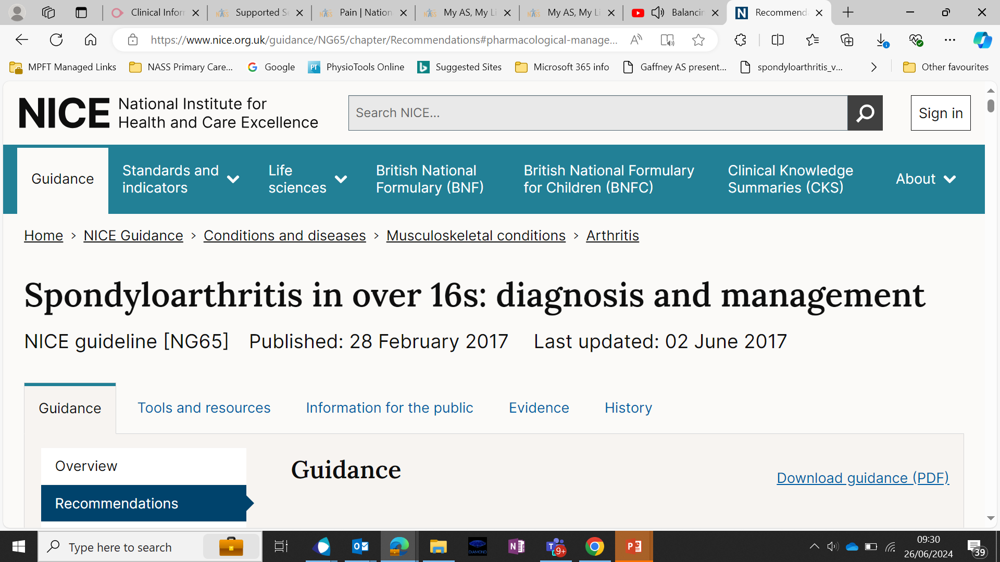 Clinical Infor
Supported Se
Pain | Nation
My AS, My Li
My AS, My Li
Balancin
Recommend
https://www.nice.org.uk/guidance/NG65/chapter/Recommendations#pharmacological-manage...
MPFT Managed Links
NASS Primary Care...
Google
PT
PhysioTools Online
Suggested Sites
Microsoft 365 info
Gaffney AS present...
spondyloarthritis_v...
Other favourites
NICE National Institute for
Health and Care Excellence
Search NICE...
Sign in
Guidance
Standards and
indicators
Life
sciences
British National
Formulary (BNF)
British National Formulary
for Children (BNFC)
Clinical Knowledge
Summaries (CKS)
About
Home > NICE Guidance > Conditions and diseases > Musculoskeletal conditions > Arthritis
Spondyloarthritis in over 16s: diagnosis and management
NICE guideline [NG65] Published: 28 February 2017 Last updated: 02 June 2017
Guidance
Tools and resources
Information for the public
Evidence
History
Overview
Recommendations
Guidance
Download guidance (PDF)
Type here to search
DIAMOND
9+
09:30
26/06/2024
39